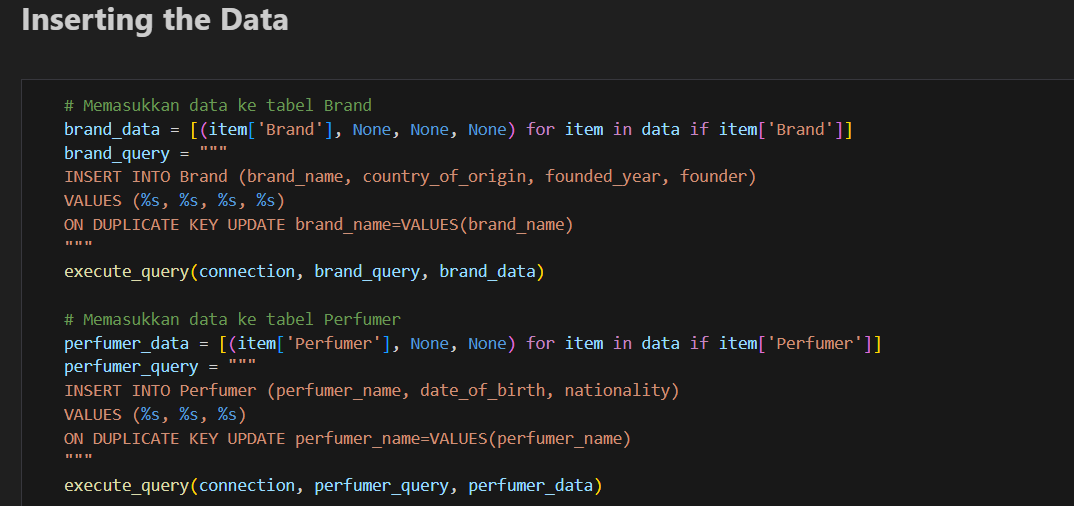 Inserting the Data
# Memasukkan data ke tabel Brand
brand_data = [(item['Brand'], None, None, None) for item in data if item['Brand']]
brand_query = """
INSERT INTO Brand (brand_name, country_of_origin, founded_year, founder)
VALUES (%s, %s, %s, %s)
ON DUPLICATE KEY UPDATE brand_name=VALUES(brand_name)
"""
execute_query(connection, brand_query, brand_data)
# Memasukkan data ke tabel Perfumer
perfumer_data = [(item['Perfumer'], None, None) for item in data if item['Perfumer']]
perfumer_query = """
INSERT INTO Perfumer (perfumer_name, date_of_birth, nationality)
VALUES (%s, %s, %s)
ON DUPLICATE KEY UPDATE perfumer_name=VALUES(perfumer_name)
"""
execute_query(connection, perfumer_query, perfumer_data)